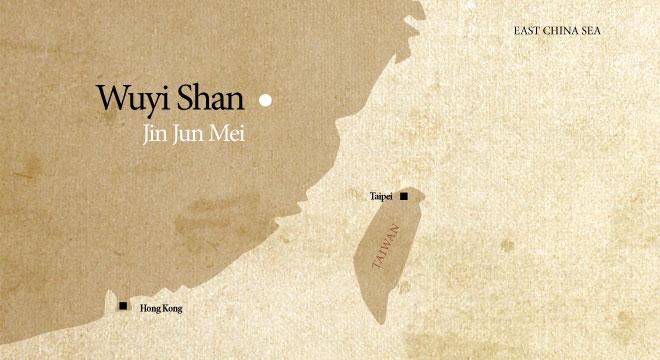 EAST CHINA SEA
Wuyi Shan
Jin Jun Mei
Taipei
TAIWAN
Hong Kong